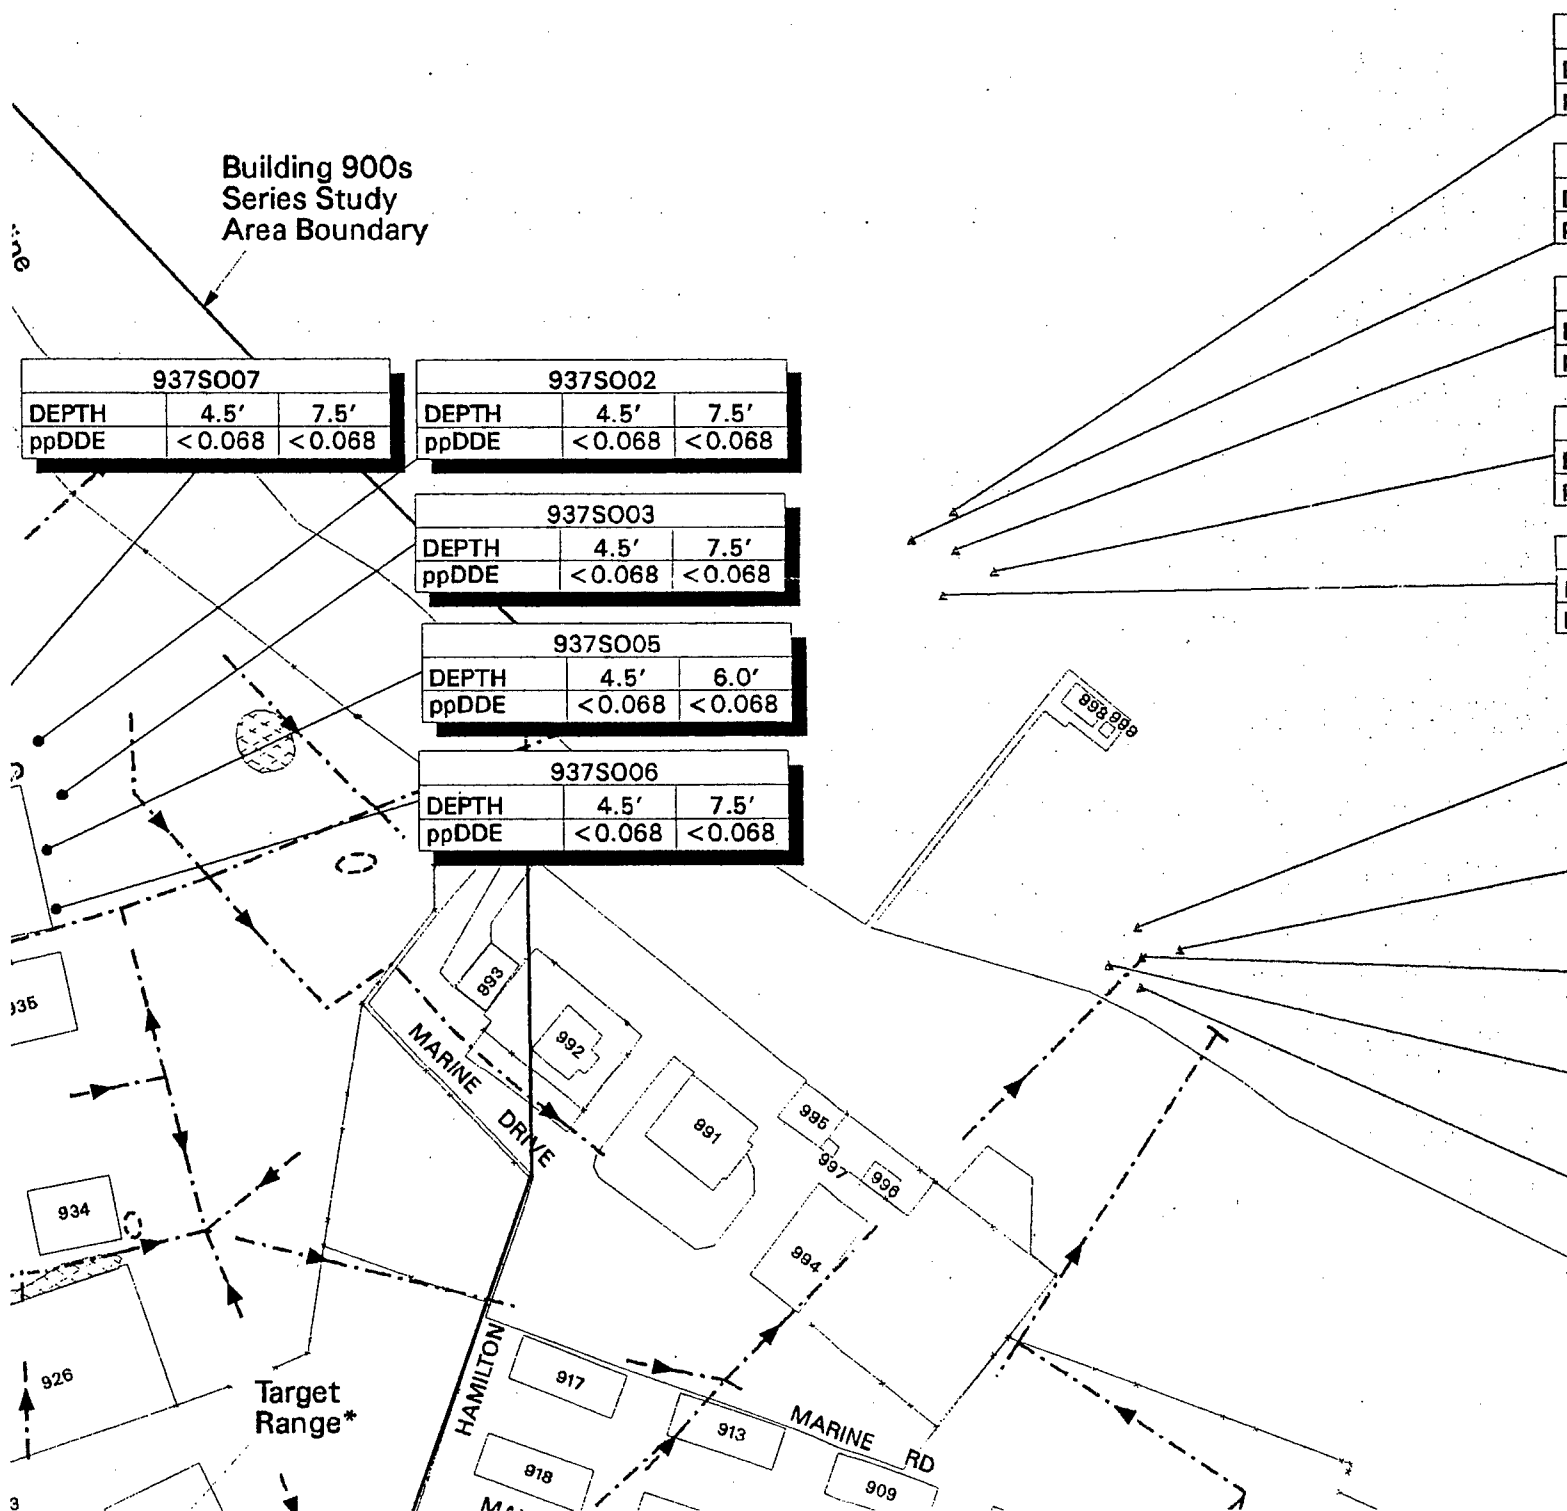 Building 900s
Series Study
Area Boundary
937SO07
DEPTH 4.5' 7.5'
ppDDE <0.068 <0.068
937SO02
DEPTH 4.5' 7.5'
ppDDE <0.068 <0.068
937SO03
DEPTH 4.5' 7.5'
ppDDE <0.068 <0.068
937SO05
DEPTH 4.5' 6.0'
ppDDE <0.068 <0.068
937SO06
DEPTH 4.5' 7.5'
ppDDE <0.068 <0.068
998
999
993
992
991
995
997
996
994
MARINE DRIVE
934
926
Target
Range*
HAMILTON
917
918
913
909
MARINE RD